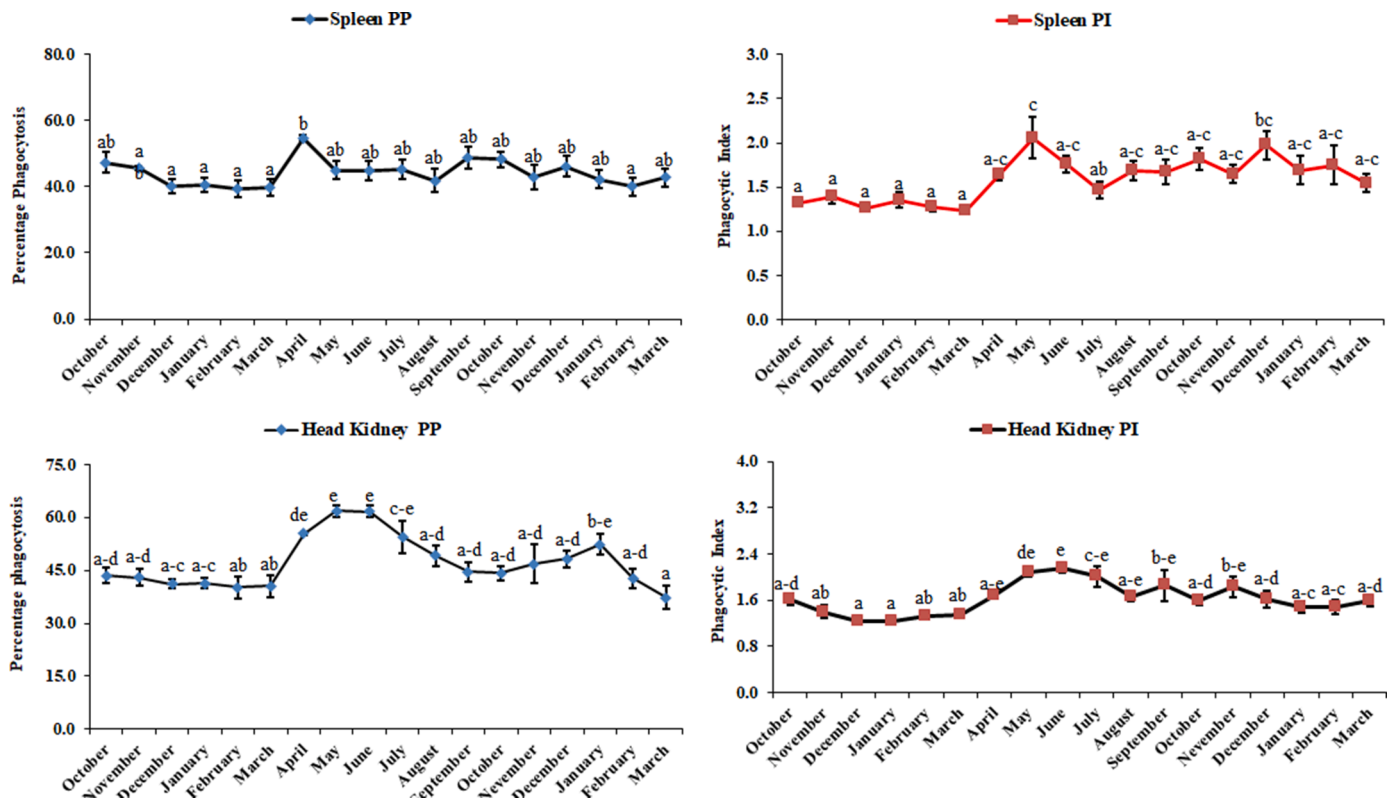 Spleen PP
Percentage Phagocytosis
80.0
60.0
40.0
20.0
0.0
ab
a
b
a
a
a
a
b
ab
ab
ab
ab
ab
ab
ab
ab
ab
a
ab
October
November
December
January
February
March
April
May
June
July
August
September
October
Nevember
December
January
February
March
Spleen PI
Phagocytic Index
3.0
2.5
2.0
1.5
1.0
0.5
0.0
a
a
a
a
a
a
a-c
c
a-c
ab
a-c
a-c
a-c
a-c
bc
a-c
a-c
a-c
October
November
December
January
February
March
April
May
June
July
August
September
October
Nevember
December
January
February
March
Head Kidney PP
Percentage phagocytosis
75.0
60.0
45.0
30.0
15.0
0.0
a-d
a-d
a-c
a-c
ab
ab
de
e
e
c-e
a-d
a-d
a-d
a-d
a-d
b-e
a-d
a
October
November
December
January
February
March
April
May
June
July
August
September
October
November
December
January
February
March
Head Kidney PI
Phagocytic Index
4.0
3.2
2.4
1.6
0.8
0.0
a-d
ab
a
a
ab
ab
a-e
de
e
c-e
a-e
b-e
a-d
b-e
a-d
a-c
a-c
a-d
October
November
December
January
February
March
April
May
June
July
August
September
October
Nevember
December
January
February
March